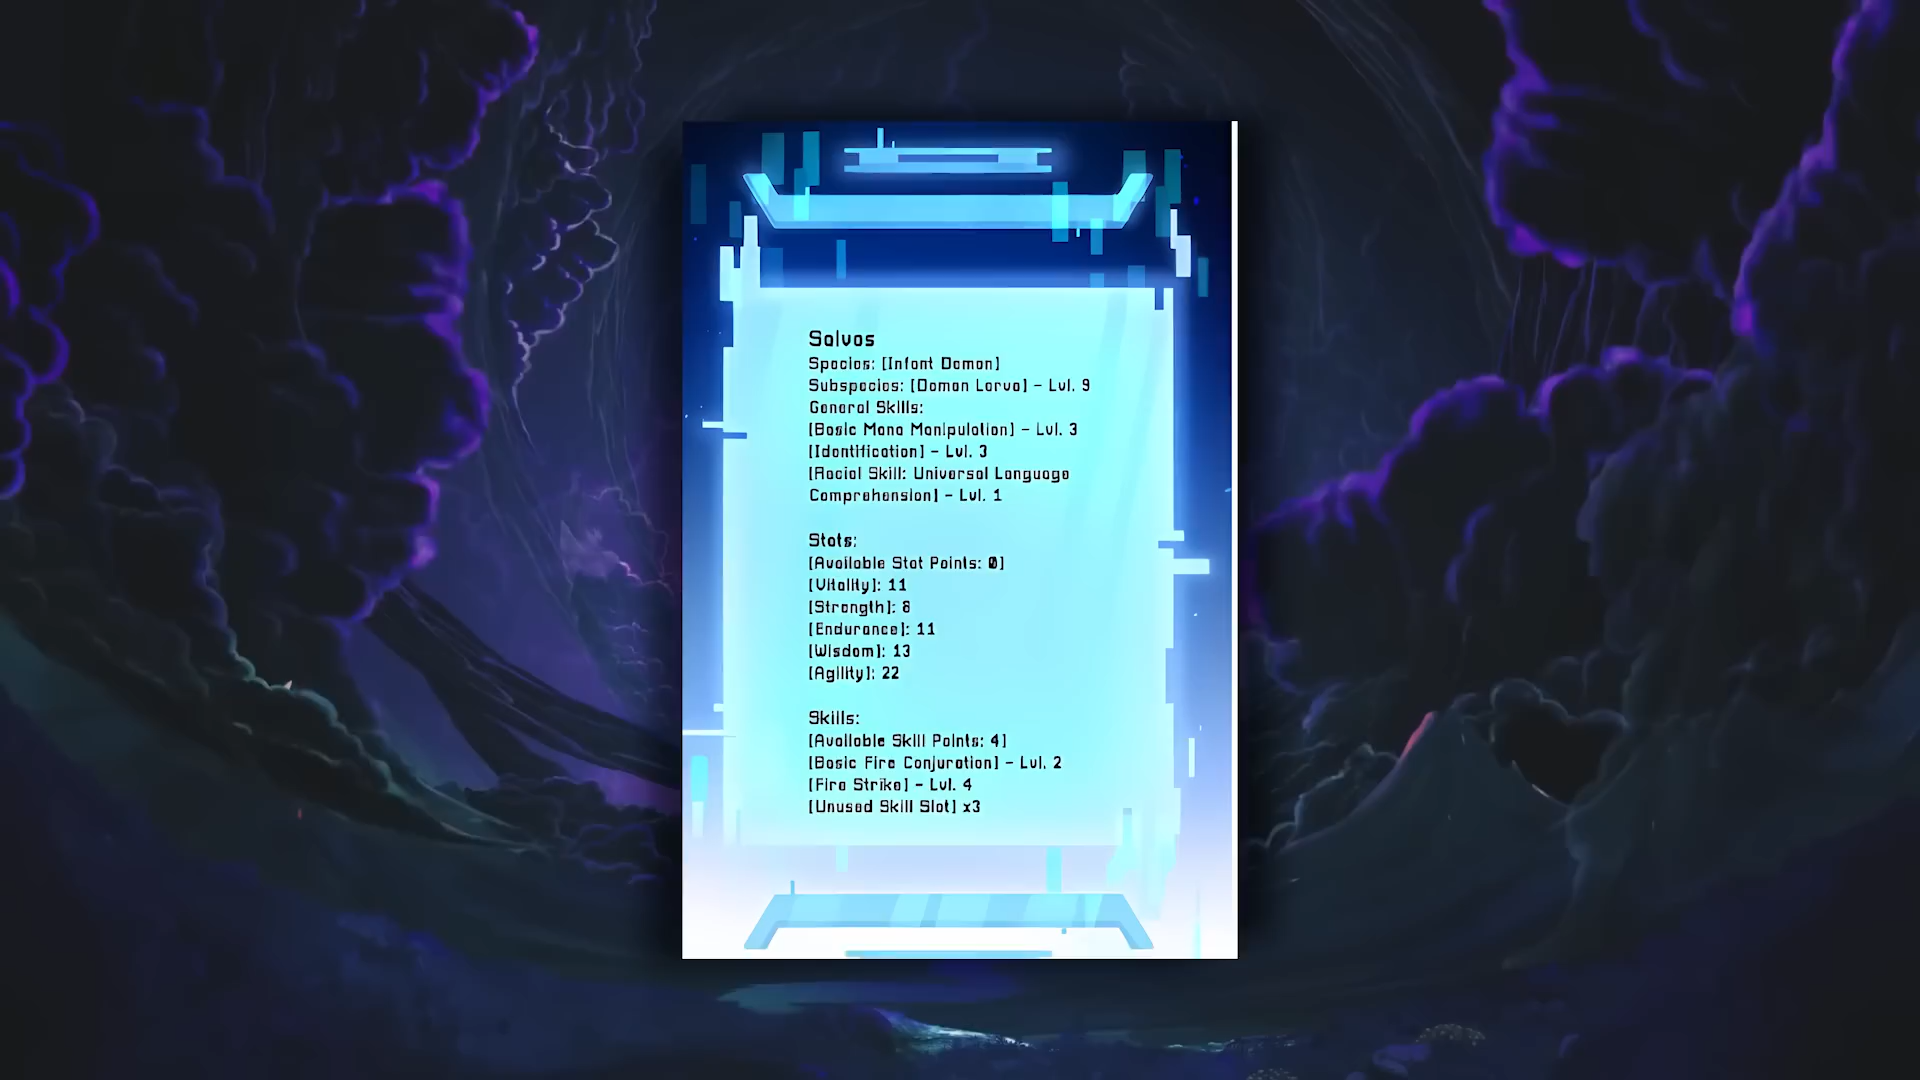 Salvos
Species: [Infant Demon]
Subspecies: [Demon Larva] - Lvl. 9
General Skills:
[Basic Mana Manipulation] - Lvl. 3
[Identification] - Lvl. 3
[Racial Skill: Universal Language
Comprehension] - Lvl. 1
Stats:
[Available Stat Points: 0]
[Vitality]: 11
[Strength]: 8
[Endurance]: 11
[Wisdom]: 13
[Agility]: 22
Skills:
[Available Skill Points: 4]
[Basic Fire Conjuration] - Lvl. 2
[Fire Strike] - Lvl. 4
[Unused Skill Slot] x3